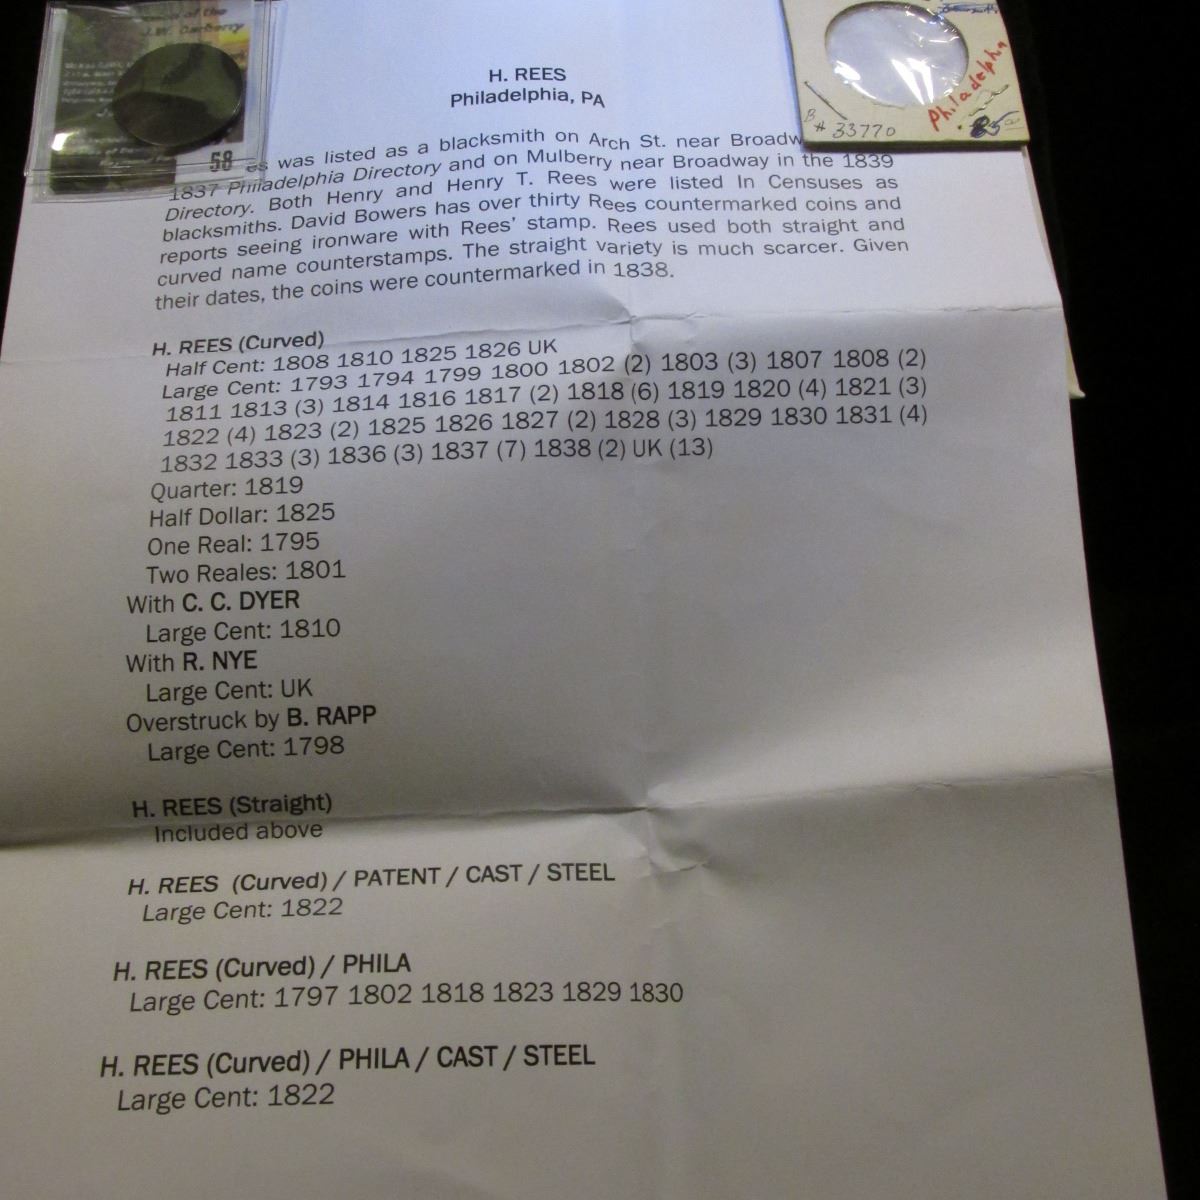 of the
J.W. Carberry
58
B# 33770
Philadelphia
85
H. REES
Philadelphia, PA
was listed as a blacksmith on Arch St. near Broadw
1837 Philadelphia Directory and on Mulberry near Broadway in the 1839
Directory. Both Henry and Henry T. Rees were listed In Censuses as
blacksmiths. David Bowers has over thirty Rees countermarked coins and
reports seeing ironware with Rees' stamp. Rees used both straight and
curved name counterstamps. The straight variety is much scarcer. Given
their dates, the coins were countermarked in 1838.
H. REES (Curved)
Half Cent: 1808 1810 1825 1826 UK
Large Cent: 1793 1794 1799 1800 1802 (2) 1803 (3) 1807 1808 (2)
1811 1813 (3) 1814 1816 1817 (2) 1818 (6) 1819 1820 (4) 1821 (3)
1822 (4) 1823 (2) 1825 1826 1827 (2) 1828 (3) 1829 1830 1831 (4)
1832 1833 (3) 1836 (3) 1837 (7) 1838 (2) UK (13)
Quarter: 1819
Half Dollar: 1825
One Real: 1795
Two Reales: 1801
With C. C. DYER
Large Cent: 1810
With R. NYE
Large Cent: UK
Overstruck by B. RAPP
Large Cent: 1798
H. REES (Straight)
Included above
H. REES (Curved) / PATENT / CAST / STEEL
Large Cent: 1822
H. REES (Curved) / PHILA
Large Cent: 1797 1802 1818 1823 1829 1830
H. REES (Curved) / PHILA / CAST / STEEL
Large Cent: 1822